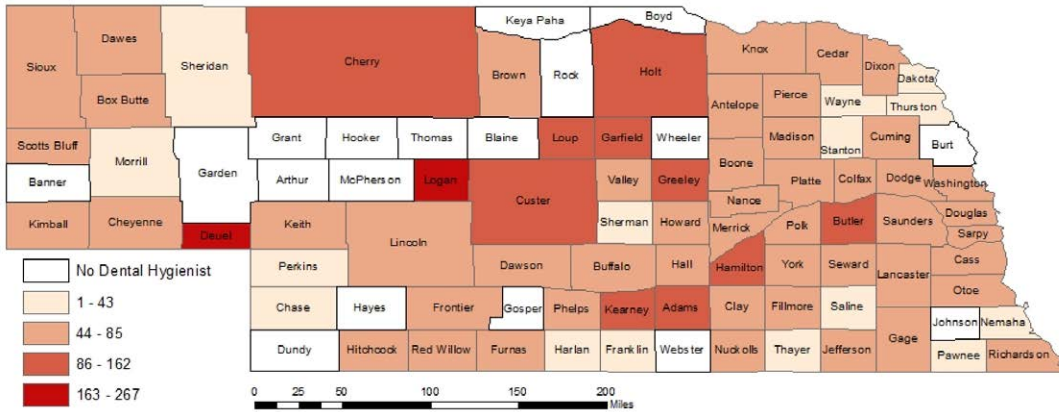 Keya Paha Boyd
Dawes Knox Cedar
Sioux Sheridan Cherry Brown Rock Holt Dixon
Dakota
Box Butte Antelope Pierce Wayne Thurston
Scotts Bluff Grant Hooker Thomas Blaine Loup Garfield Wheeler Madison Stanton Cuming
Morrill Garden Burt
Banner Arthur McPherson Logan Valley Greeley Boone Platte Colfax Dodge Washington
Custer Nance
Kimball Cheyenne Deuel Keith Lincoln Sherman Howard Merrick Polk Butler Saunders Douglas
Sarpy
Perkins Dawson Buffalo Hall Hamilton York Seward Lancaster Cass
Otoe
Chase Hayes Frontier Gosper Phelps Kearney Adams Clay Fillmore Saline
Johnson Nemaha
Dundy Hitchcock Red Willow Furnas Harlan Franklin Webster Nuckolls Thayer Jefferson Gage Pawnee Richardson
No Dental Hygienist
1 - 43
44 - 85
86 - 162
163 - 267
0 25 50 100 150 200
Miles